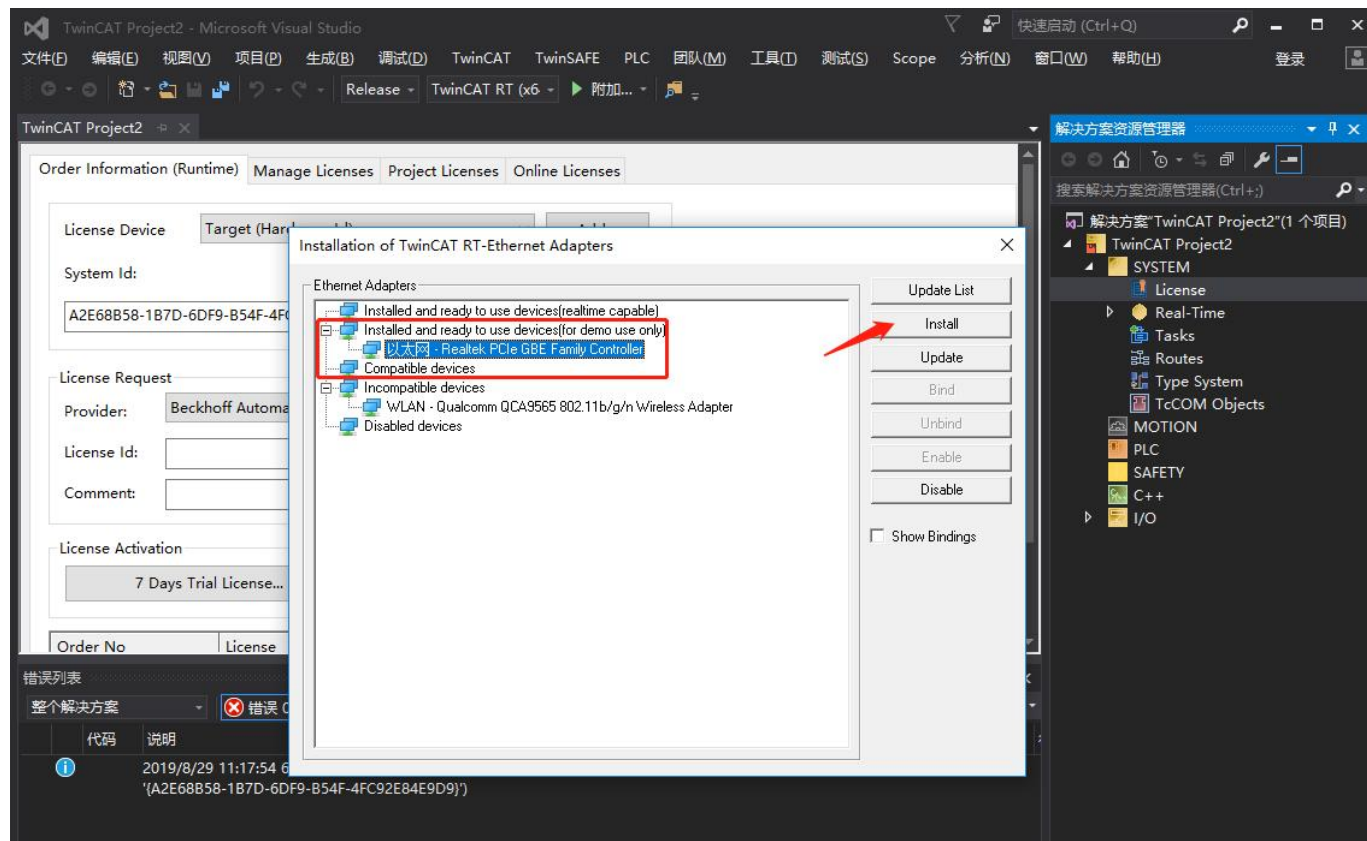 TwinCAT Project2 - Microsoft Visual Studio
快速启动 (Ctrl+Q)
文件(F) 编辑(E) 视图(V) 项目(P) 生成(B) 调试(D) TwinCAT TwinSAFE PLC 团队(M) 工具(T) 测试(S) Scope 分析(N) 窗口(W) 帮助(H) 登录
Release TwinCAT RT (x6 附加...
TwinCAT Project2
Order Information (Runtime) Manage Licenses Project Licenses Online Licenses
License Device Target (Hard
System Id:
A2E68B58-1B7D-6DF9-B54F-4F
License Request
Provider: Beckhoff Automa
License Id:
Comment:
License Activation
7 Days Trial License...
Order No License
Installation of TwinCAT RT-Ethernet Adapters
Ethernet Adapters
Installed and ready to use devices(realtime capable)
Installed and ready to use devices(for demo use only)
以太网 - Realtek PCIe GBE Family Controller
Compatible devices
Incompatible devices
WLAN - Qualcomm QCA9565 802.11b/g/n Wireless Adapter
Disabled devices
Update List
Install
Update
Bind
Unbind
Enable
Disable
Show Bindings
错误列表
整个解决方案 错误 0
代码 说明
2019/8/29 11:17:54 6
'{A2E68B58-1B7D-6DF9-B54F-4FC92E84E9D9}')
解决方案资源管理器
搜索解决方案资源管理器(Ctrl+;)
解决方案"TwinCAT Project2"(1 个项目)
TwinCAT Project2
SYSTEM
License
Real-Time
Tasks
Routes
Type System
TcCOM Objects
MOTION
PLC
SAFETY
C++
I/O